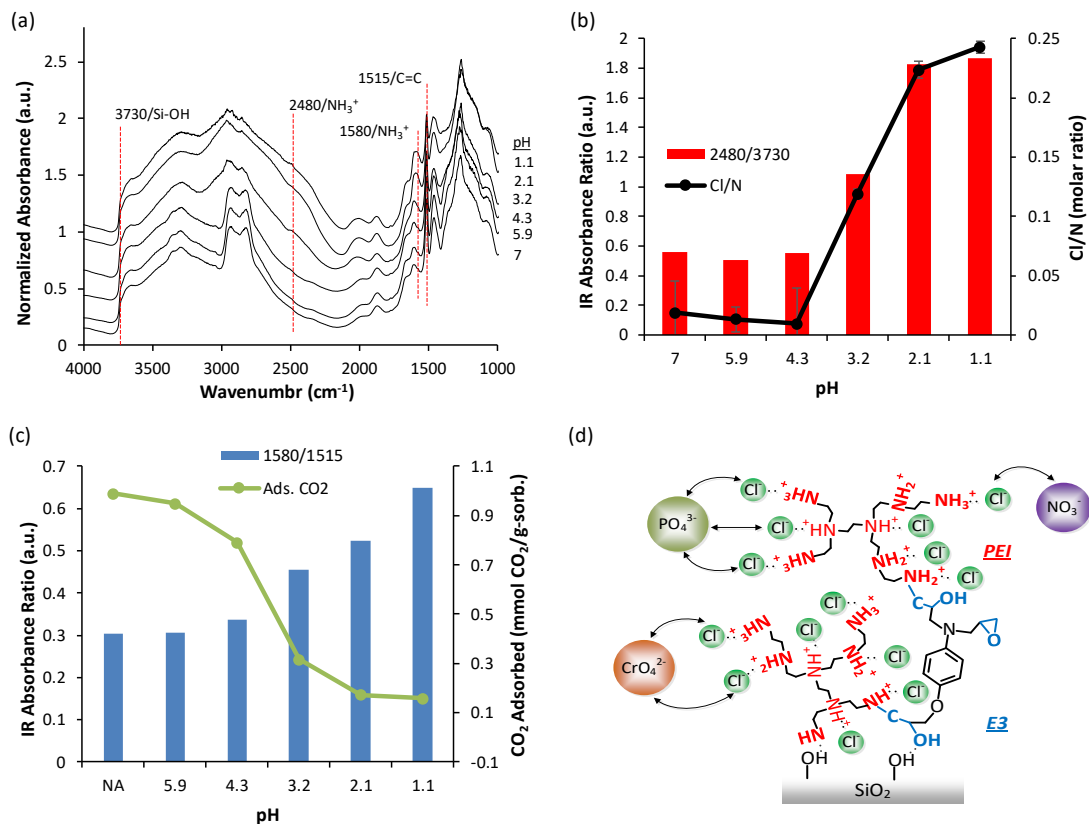 (a)
Normalized Absorbance (a.u.)
2.5
2
1.5
1
0.5
0
3730/Si-OH
2480/NH₃⁺
1515/C=C
1580/NH₃⁺
pH
1.1
2.1
3.2
4.3
5.9
7
4000 3500 3000 2500 2000 1500 1000
Wavenumbr (cm⁻¹)
(b)
IR Absorbance Ratio (a.u.)
2
1.8
1.6
1.4
1.2
1
0.8
0.6
0.4
0.2
0
2480/3730
Cl/N
0.25
0.2
0.15
0.1
0.05
0
Cl/N (molar ratio)
7 5.9 4.3 3.2 2.1 1.1
pH
(c)
IR Absorbance Ratio (a.u.)
0.7
0.6
0.5
0.4
0.3
0.2
0.1
0
1580/1515
Ads. CO2
1.1
0.9
0.7
0.5
0.3
0.1
-0.1
CO₂ Adsorbed (mmol CO₂/g-sorb.)
NA 5.9 4.3 3.2 2.1 1.1
pH
(d)
PO₄³⁻
Cl⁻
⁺₃HN
Cl⁻
⁺HN
Cl⁻
⁺₃HN
NH₂⁺
NH₃⁺
Cl⁻
NO₃⁻
NH⁺
Cl⁻
NH₂⁺
Cl⁻
NH₂⁺
Cl⁻
PEI
C
OH
N
O
CrO₄²⁻
Cl⁻
⁺₃HN
Cl⁻
⁺₂HN
Cl⁻
⁺HN
Cl⁻
NH₃⁺
NH₂⁺
Cl⁻
NH⁺
Cl⁻
NH⁺
Cl⁻
HN
C
O
OH
E3
OH
OH
SiO₂